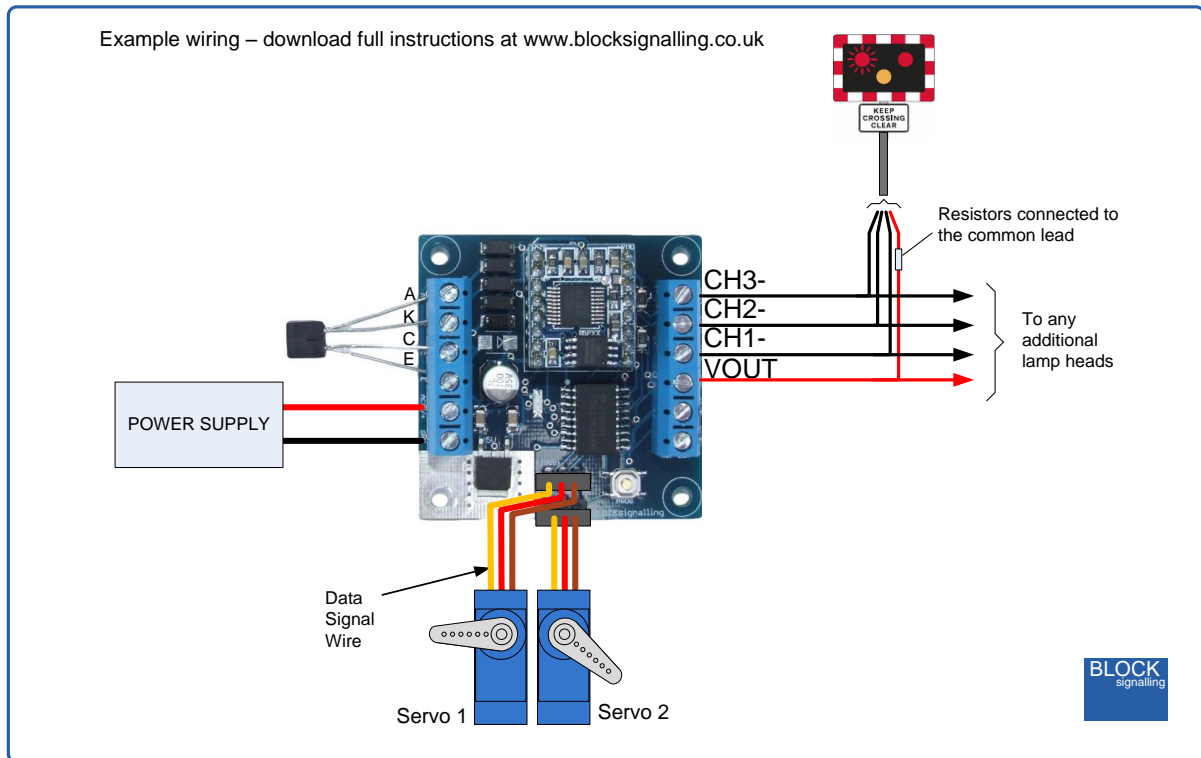 Example wiring – download full instructions at www.blocksignalling.co.uk
KEEP
CROSSING
CLEAR
Resistors connected to
the common lead
A
K
C
E
CH3-
CH2-
CH1-
VOUT
To any
additional
lamp heads
POWER SUPPLY
Data
Signal
Wire
Servo 1
Servo 2
signalling
BLOCK
signalling